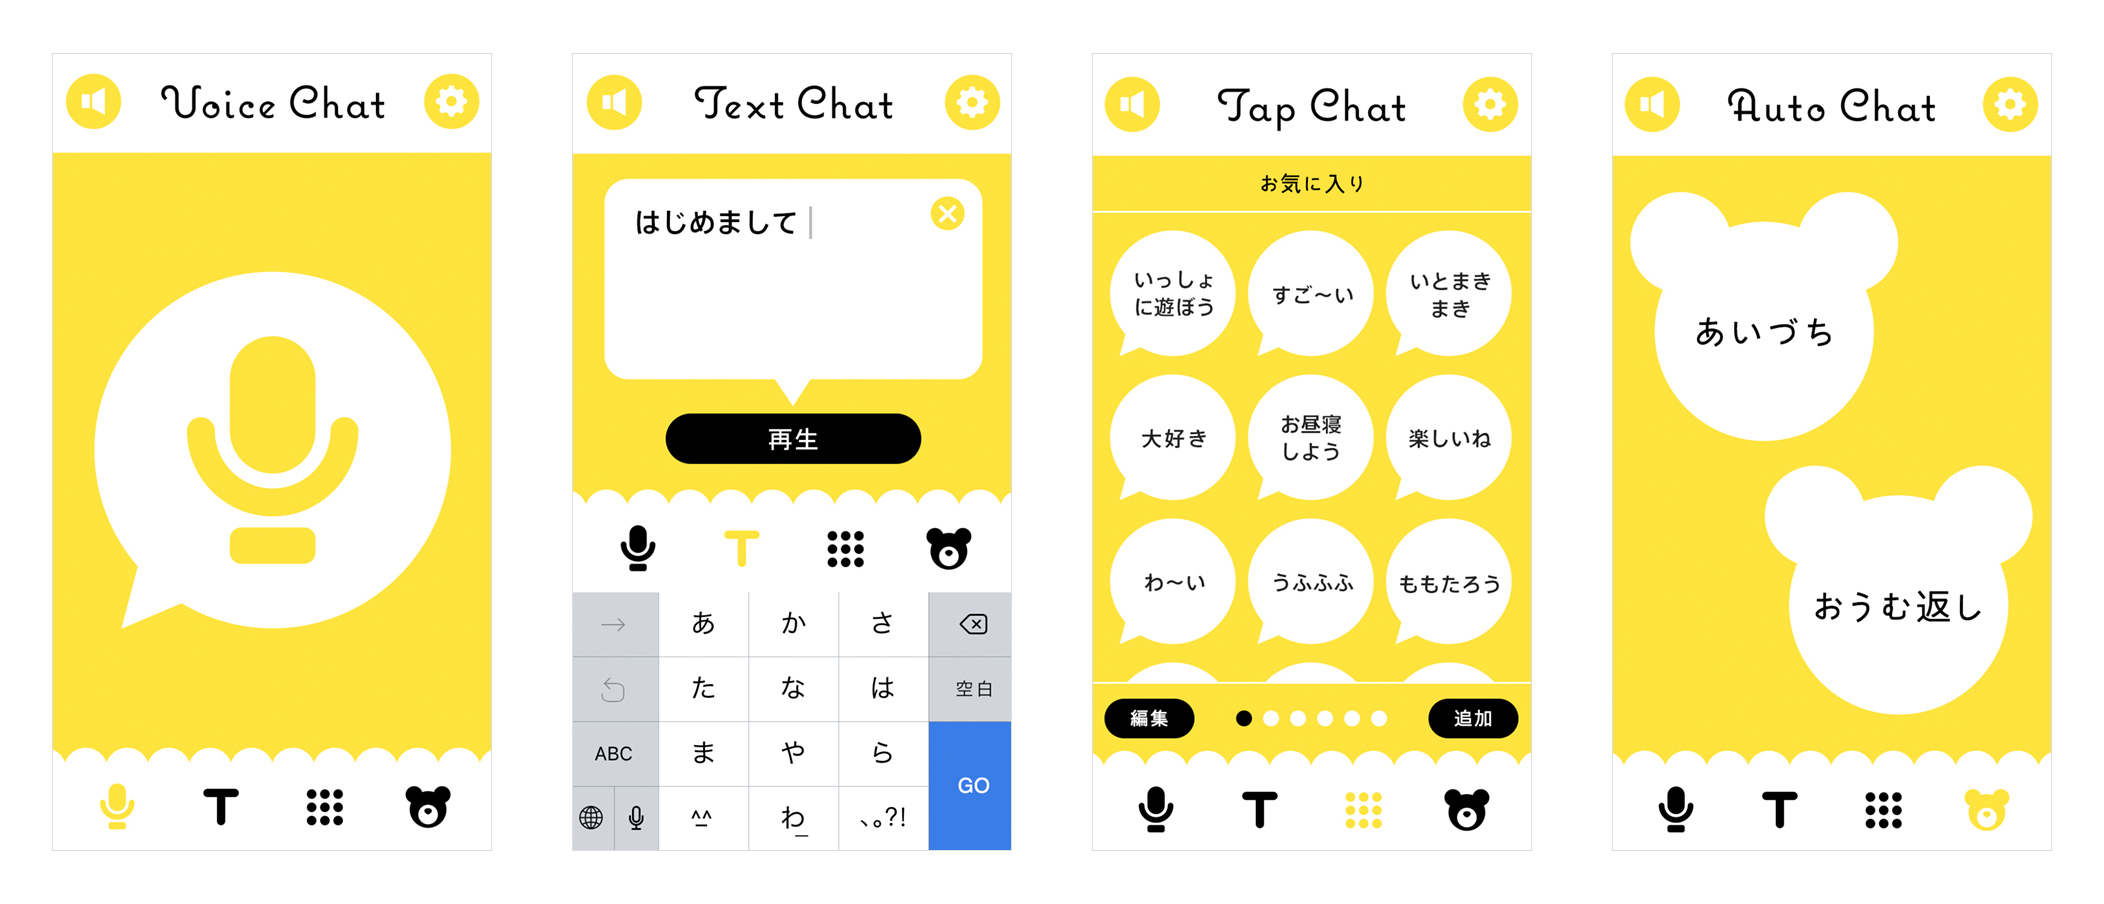 Voice Chat
Text Chat
はじめまして
再生
→
あ
か
さ
た
な
は
空白
ABC
ま
や
ら
GO
^^
わ
、。?!
Tap Chat
お気に入り
いっしょ
に遊ぼう
すご〜い
いとまき
まき
大好き
お昼寝
しよう
楽しいね
わ〜い
うふふふ
ももたろう
編集
追加
T
Auto Chat
あいづち
おうむ返し